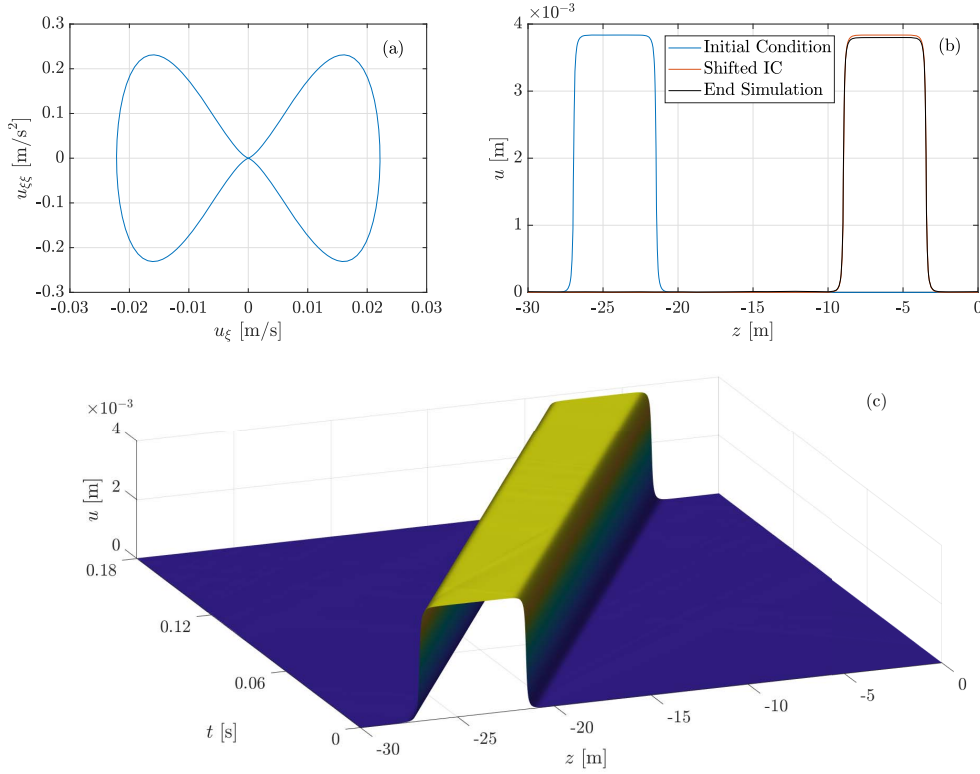 (a)
0.3
0.2
0.1
0
-0.1
-0.2
-0.3
u_ξξ [m/s²]
-0.03 -0.02 -0.01 0 0.01 0.02 0.03
u_ξ [m/s]
×10⁻³
(b)
Initial Condition
Shifted IC
End Simulation
4
3
2
1
0
u [m]
-30 -25 -20 -15 -10 -5 0
z [m]
(c)
×10⁻³
4
2
0
u [m]
0.18
0.12
0.06
0
t [s]
-30 -25 -20 -15 -10 -5 0
z [m]